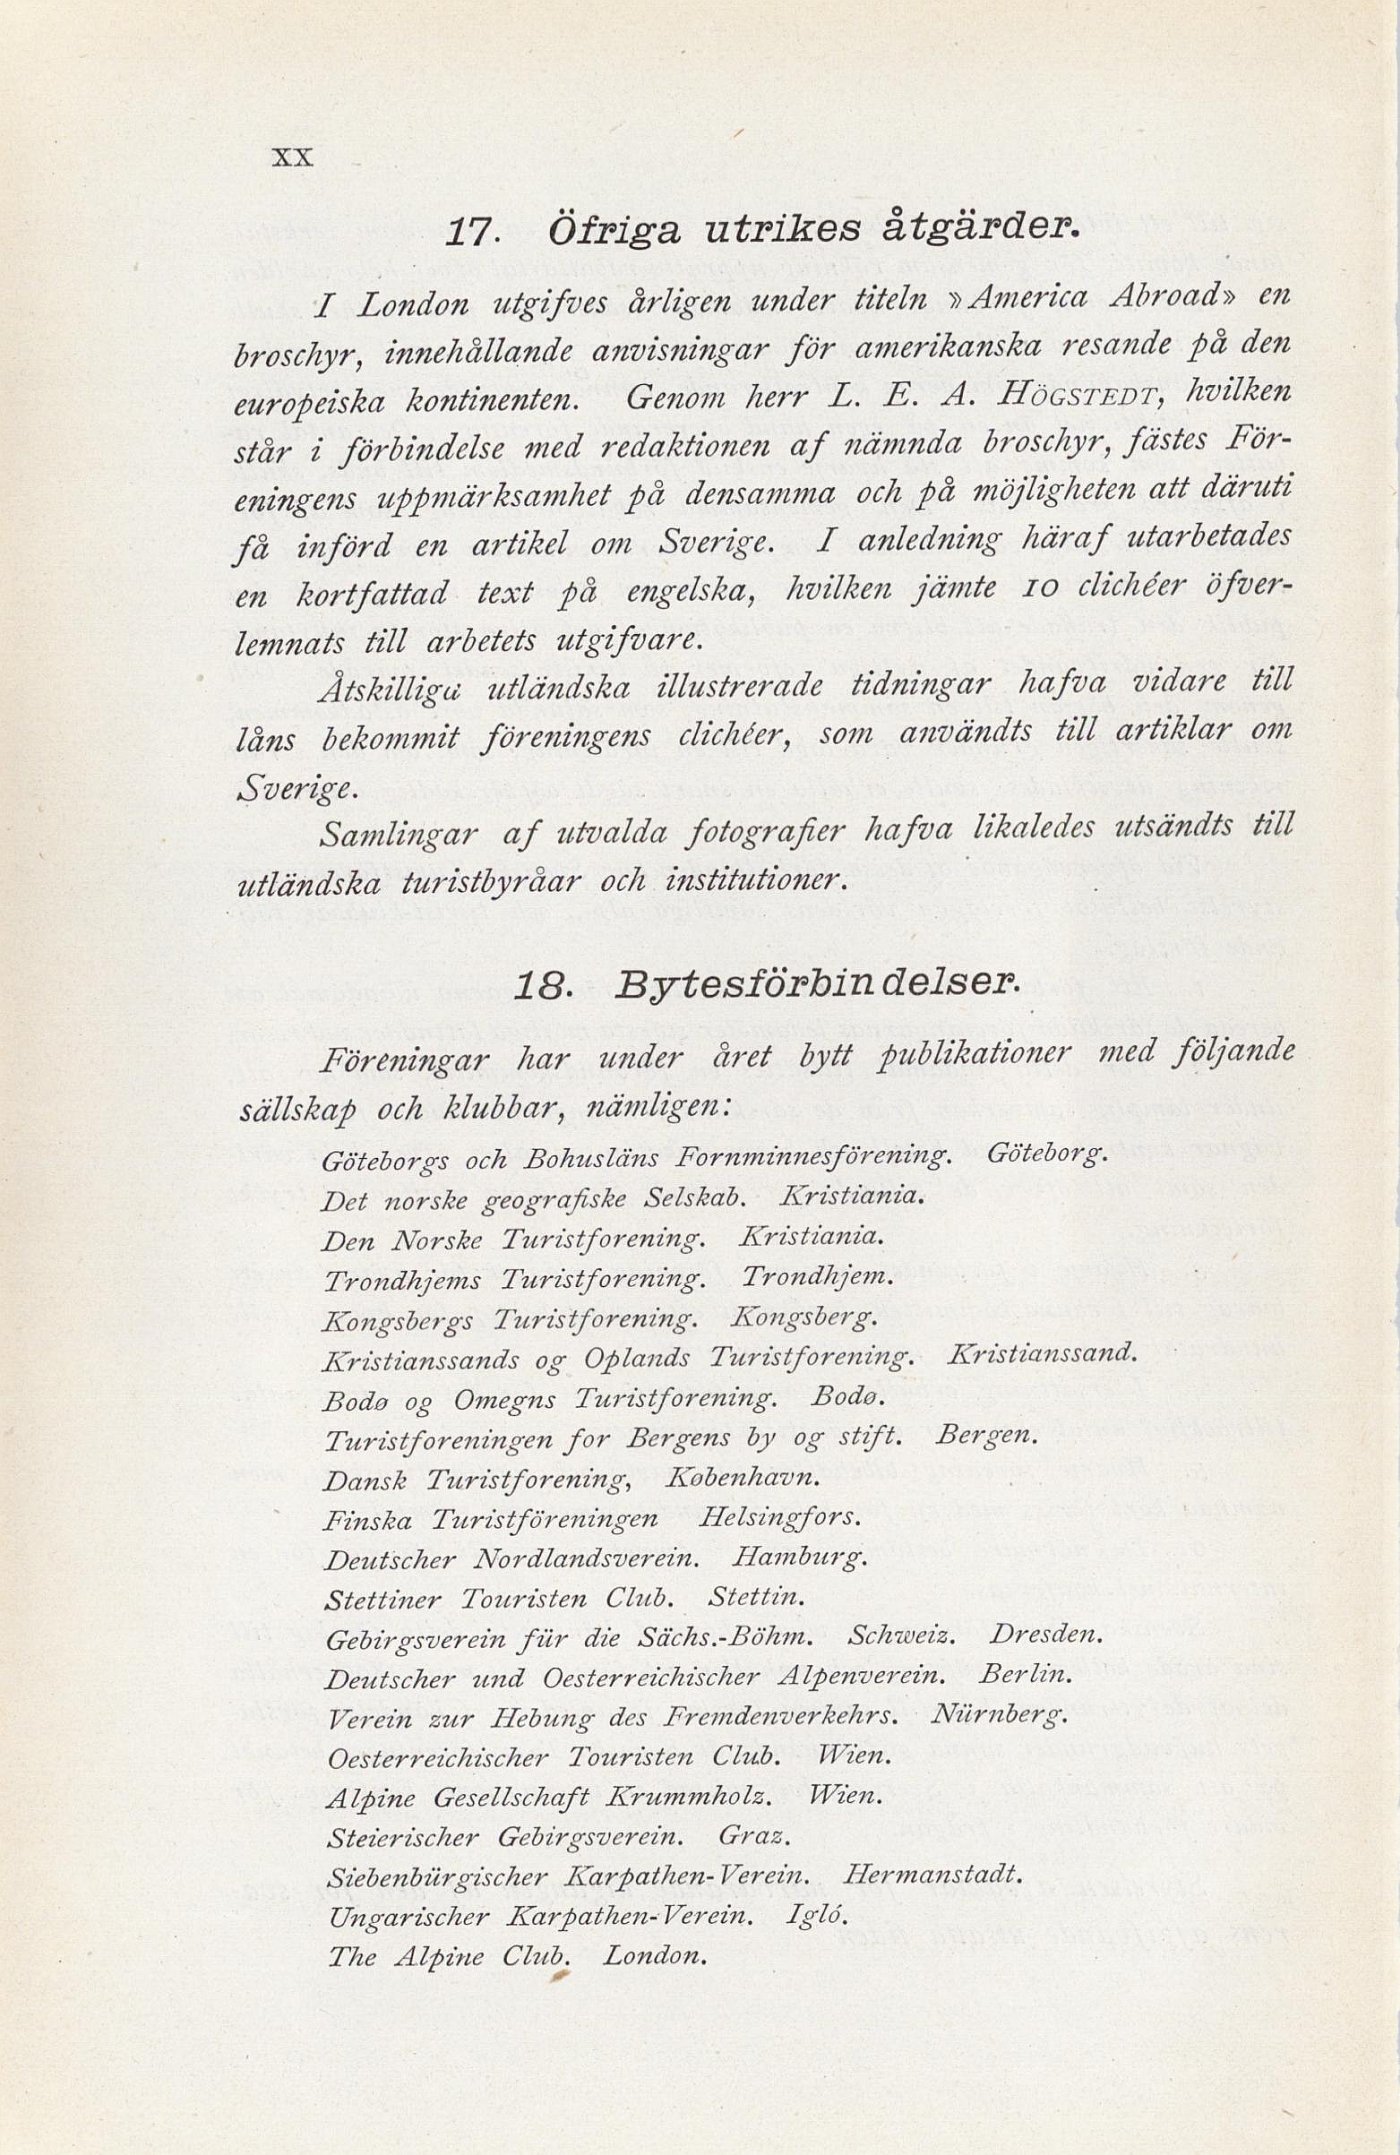 XX
17. Öfriga utrikes åtgärder.
I London utgifves årligen under titeln »America Abroad» en
broschyr, innehållande anvisningar för amerikanska resande på den
europeiska kontinenten. Genom herr L. E. A. HÖGSTEDT, hvilken
står i förbindelse med redaktionen af nämnda broschyr, fästes För-
eningens uppmärksamhet på densamma och på möjligheten att däruti
få införd en artikel om Sverige. I anledning häraf utarbetades
en kortfattad text på engelska, hvilken jämte 10 clichéer öfver-
lemnats till arbetets utgifvare.
Åtskilliga utländska illustrerade tidningar hafva vidare till
låns bekommit föreningens clichéer, som användts till artiklar om
Sverige.
Samlingar af utvalda fotografier hafva likaledes utsändts till
utländska turistbyråar och institutioner.
18. Bytesförbindelser.
Föreningar har under året bytt publikationer med följande
sällskap och klubbar, nämligen:
Göteborgs och Bohusläns Fornminnesförening. Göteborg.
Det norske geografiske Selskab. Kristiania.
Den Norske Turistforening. Kristiania.
Trondhjems Turistforening. Trondhjem.
Kongsbergs Turistforening. Kongsberg.
Kristianssands og Oplands Turistforening. Kristianssand.
Bodø og Omegns Turistforening. Bodø.
Turistforeningen for Bergens by og stift. Bergen.
Dansk Turistforening, København.
Finska Turistföreningen Helsingfors.
Deutscher Nordlandsverein. Hamburg.
Stettiner Touristen Club. Stettin.
Gebirgsverein für die Sächs.-Böhm. Schweiz. Dresden.
Deutscher und Oesterreichischer Alpenverein. Berlin.
Verein zur Hebung des Fremdenverkehrs. Nürnberg.
Oesterreichischer Touristen Club. Wien.
Alpine Gesellschaft Krummholz. Wien.
Steierischer Gebirgsverein. Graz.
Siebenbürgischer Karpathen-Verein. Hermanstadt.
Ungarischer Karpathen-Verein. Igló.
The Alpine Club. London.